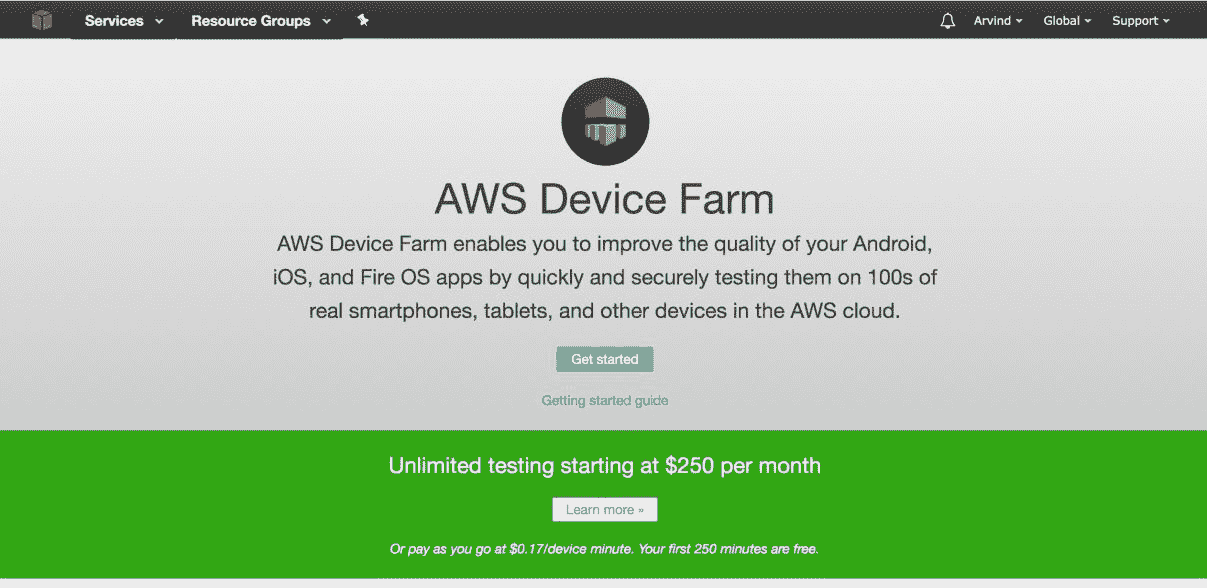 Services Resource Groups Arvind Global Support
AWS Device Farm
AWS Device Farm enables you to improve the quality of your Android,
iOS, and Fire OS apps by quickly and securely testing them on 100s of
real smartphones, tablets, and other devices in the AWS cloud.
Get started
Getting started guide
Unlimited testing starting at $250 per month
Learn more »
Or pay as you go at $0.17/device minute. Your first 250 minutes are free.